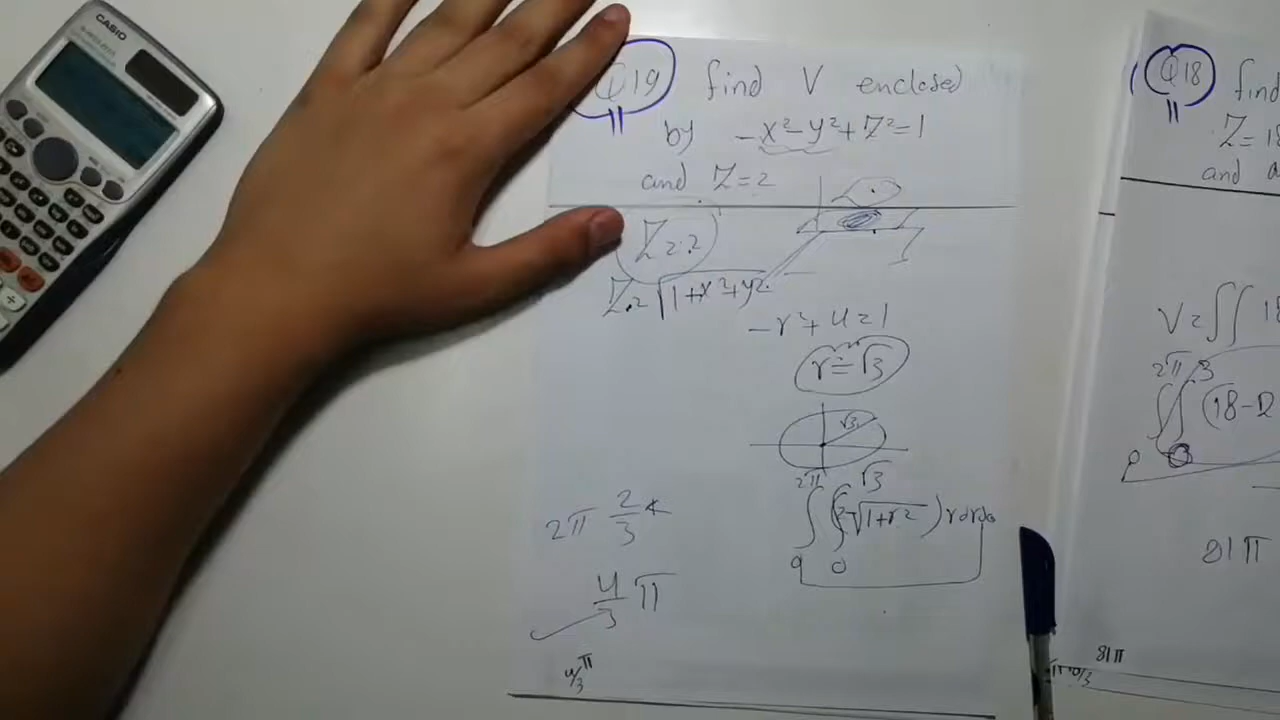 CASIO
Q19 find V enclosed
by -x²-y²+Z²=1
and Z=2
Z=2
Z=√1+x²+y²
-r²+4=1
r=√3
√3
2π √3
∫ ∫ (2-√1+r²) r dr dθ
0 0
2π 2/3 *
4/3 π
4/3 π
Q18 find
Z=18
and a
V=∫∫ 18
2π 3
∫ ∫ (18-2
0
81π
81π